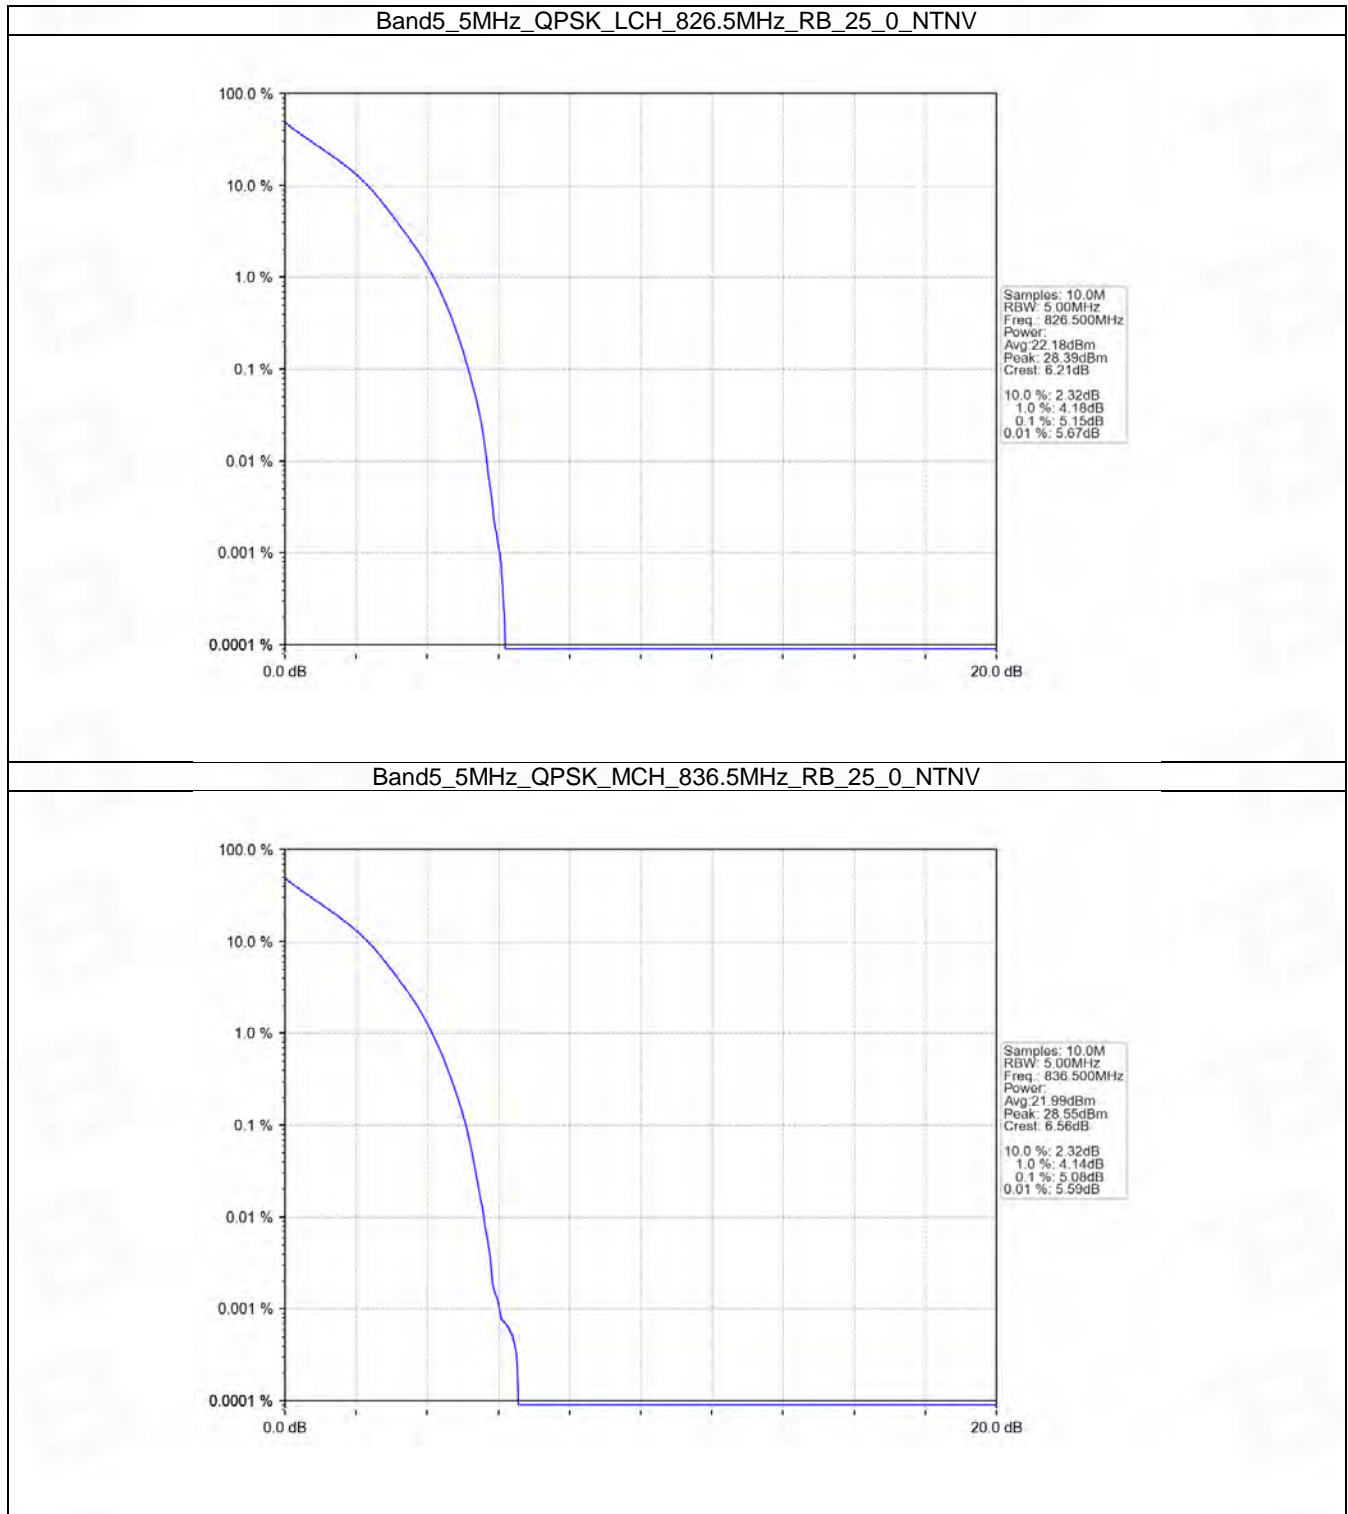 Band5_5MHz_QPSK_LCH_826.5MHz_RB_25_0_NTNV
100.0 %
10.0 %
1.0 %
0.1 %
0.01 %
0.001 %
0.0001 %
0.0 dB
20.0 dB
Samples: 10.0M
RBW: 5.00MHz
Freq.: 826.500MHz
Power:
Avg:22.18dBm
Peak: 28.39dBm
Crest: 6.21dB
10.0 %: 2.32dB
1.0 %: 4.18dB
0.1 %: 5.15dB
0.01 %: 5.67dB
Band5_5MHz_QPSK_MCH_836.5MHz_RB_25_0_NTNV
100.0 %
10.0 %
1.0 %
0.1 %
0.01 %
0.001 %
0.0001 %
0.0 dB
20.0 dB
Samples: 10.0M
RBW: 5.00MHz
Freq.: 836.500MHz
Power:
Avg:21.99dBm
Peak: 28.55dBm
Crest: 6.56dB
10.0 %: 2.32dB
1.0 %: 4.14dB
0.1 %: 5.08dB
0.01 %: 5.59dB